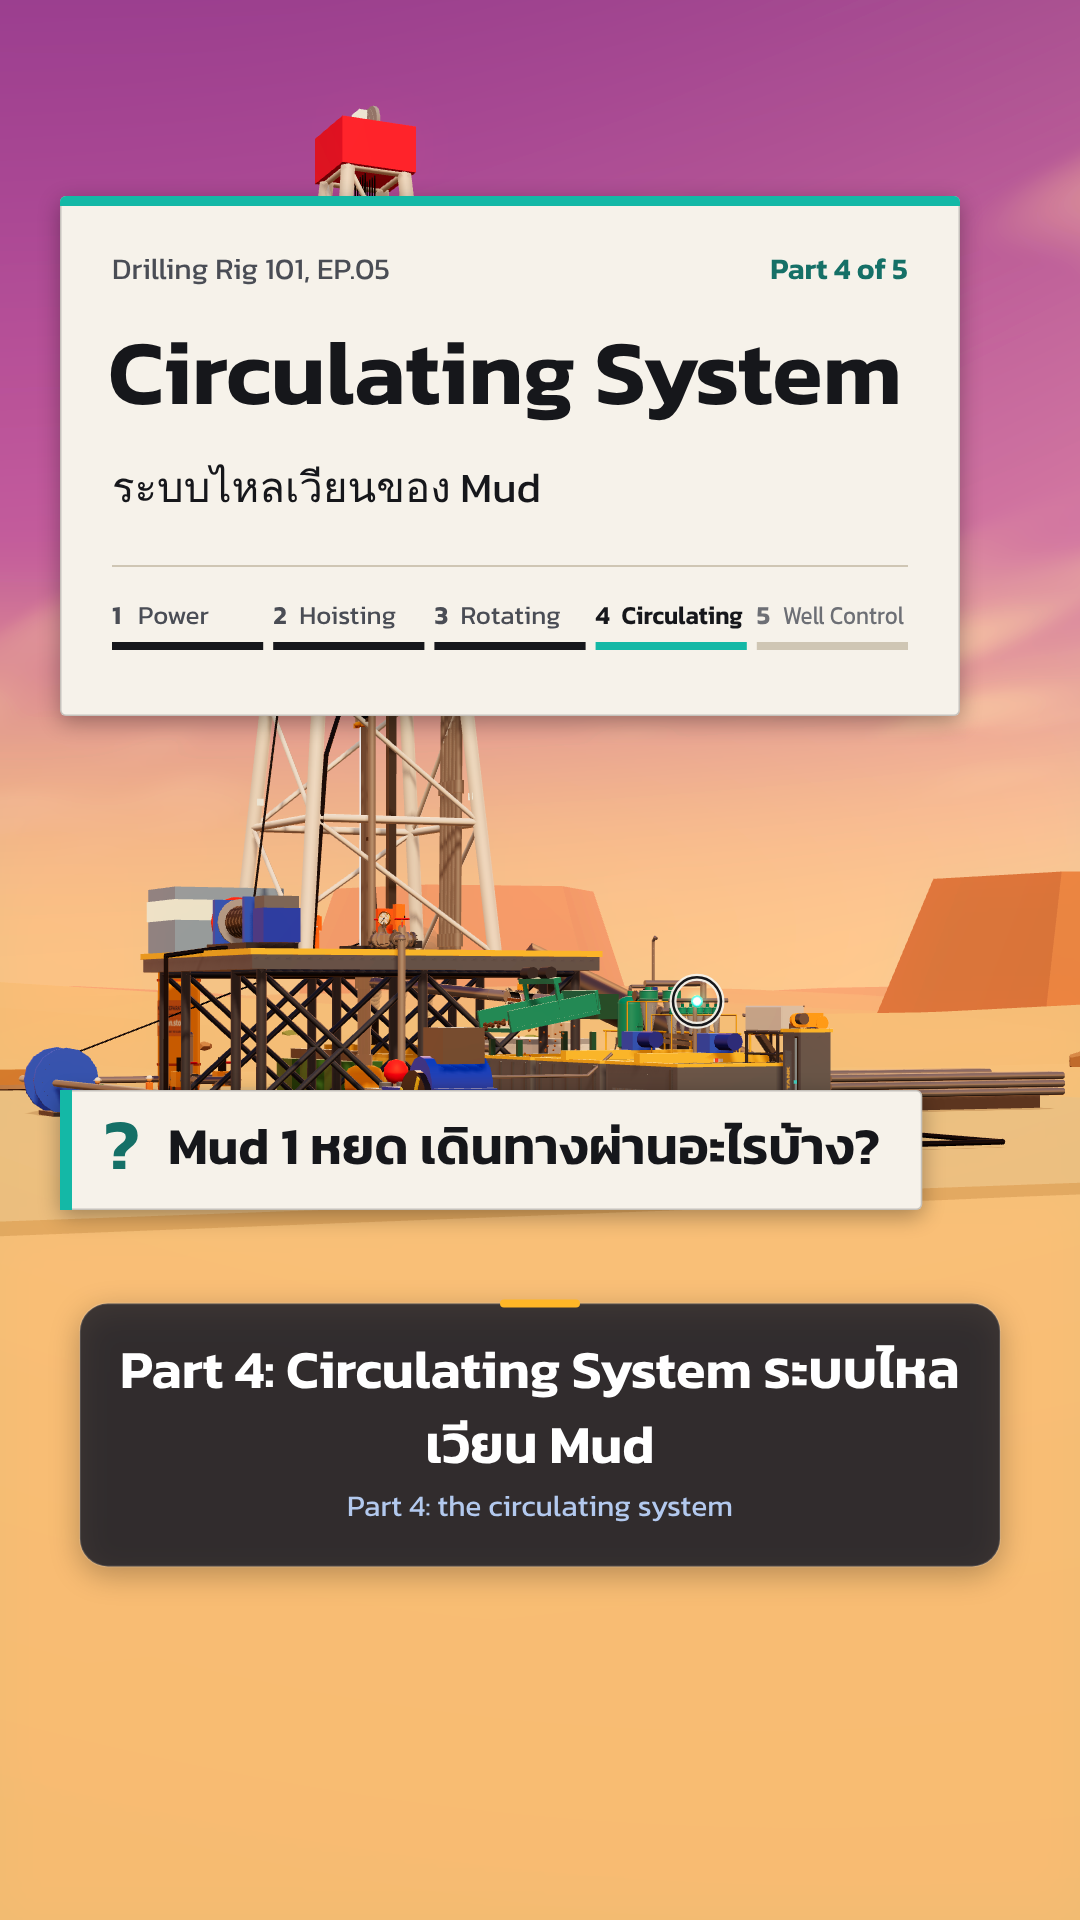 Drilling Rig 101, EP.05
Part 4 of 5
Circulating System
ระบบไหลเวียนของ Mud
1 Power 2 Hoisting 3 Rotating 4 Circulating 5 Well Control
? Mud 1 หยด เดินทางผ่านอะไรบ้าง?
Part 4: Circulating System ระบบไหล
เวียน Mud
Part 4: the circulating system